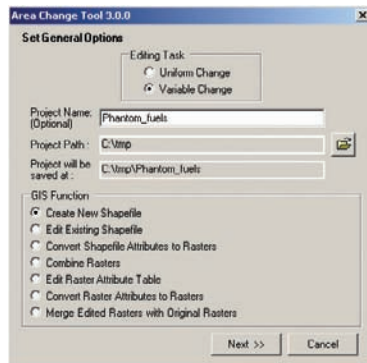 Area Change Tool 3.0.0
Set General Options
Editing Task
Uniform Change
Variable Change
Project Name: Phantom_fuels
(Optional)
Project Path : C:\tmp
Project will be
saved at : C:\tmp\Phantom_fuels
GIS Function
Create New Shapefile
Edit Existing Shapefile
Convert Shapefile Attributes to Rasters
Combine Rasters
Edit Raster Attribute Table
Convert Raster Attributes to Rasters
Merge Edited Rasters with Original Rasters
Next >> Cancel